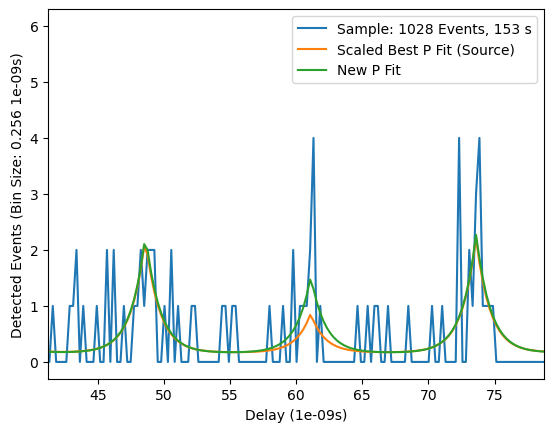 Sample: 1028 Events, 153 s
Scaled Best P Fit (Source)
New P Fit
Detected Events (Bin Size: 0.256 1e-09s)
6
5
4
3
2
1
0
45 50 55 60 65 70 75
Delay (1e-09s)